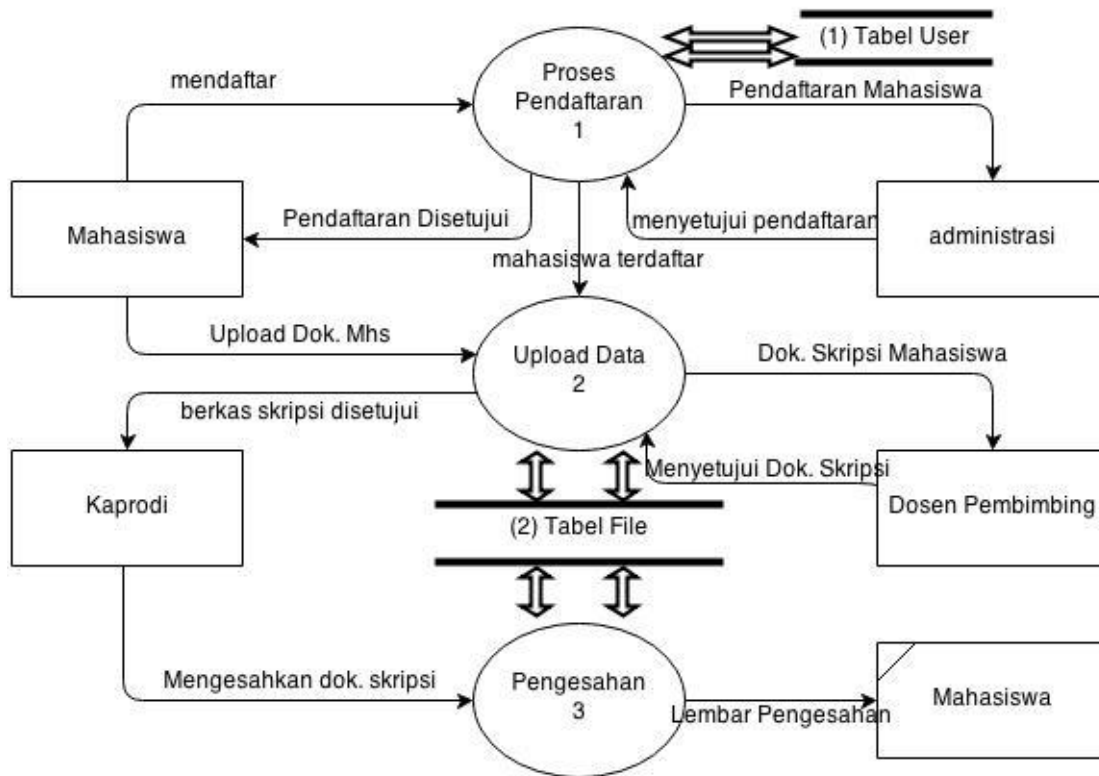 (1) Tabel User
Proses
Pendaftaran
1
mendaftar
Pendaftaran Mahasiswa
Mahasiswa
Pendaftaran Disetujui
menyetujui pendaftaran
administrasi
mahasiswa terdaftar
Upload Dok. Mhs
Upload Data
2
Dok. Skripsi Mahasiswa
berkas skripsi disetujui
Menyetujui Dok. Skripsi
Kaprodi
(2) Tabel File
Dosen Pembimbing
Mengesahkan dok. skripsi
Pengesahan
3
Lembar Pengesahan
Mahasiswa